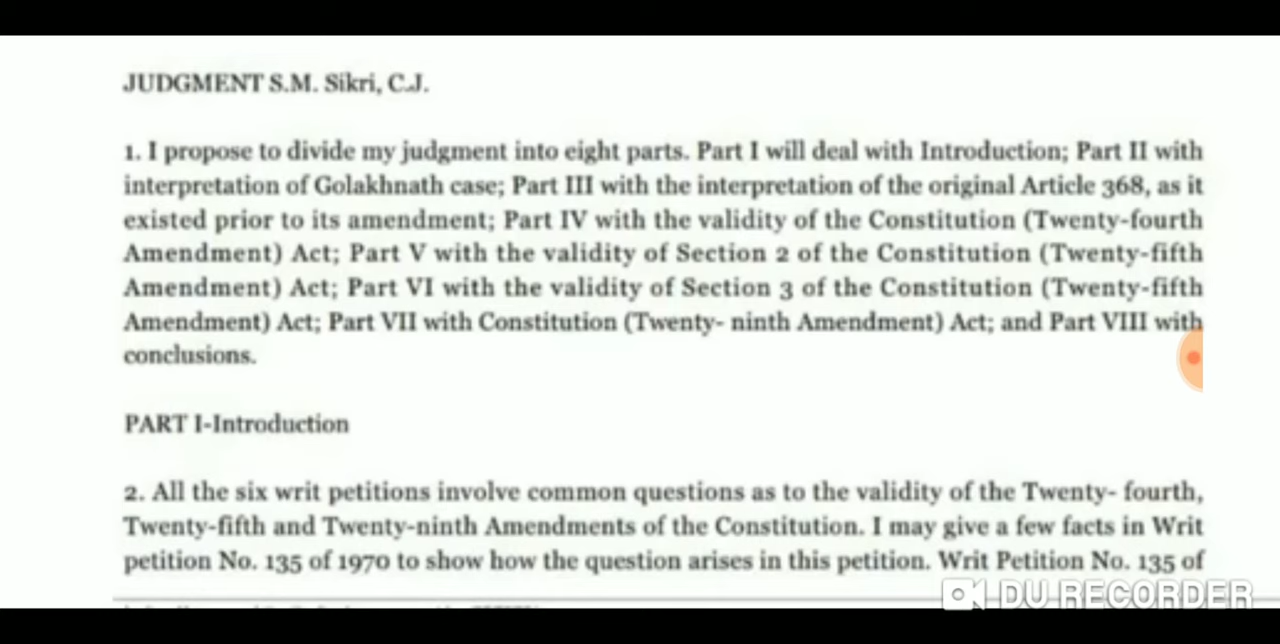 JUDGMENT S.M. Sikri, C.J.
1. I propose to divide my judgment into eight parts. Part I will deal with Introduction; Part II with
interpretation of Golakhnath case; Part III with the interpretation of the original Article 368, as it
existed prior to its amendment; Part IV with the validity of the Constitution (Twenty-fourth
Amendment) Act; Part V with the validity of Section 2 of the Constitution (Twenty-fifth
Amendment) Act; Part VI with the validity of Section 3 of the Constitution (Twenty-fifth
Amendment) Act; Part VII with Constitution (Twenty- ninth Amendment) Act; and Part VIII with
conclusions.
PART I-Introduction
2. All the six writ petitions involve common questions as to the validity of the Twenty- fourth,
Twenty-fifth and Twenty-ninth Amendments of the Constitution. I may give a few facts in Writ
petition No. 135 of 1970 to show how the question arises in this petition. Writ Petition No. 135 of
DU RECORDER